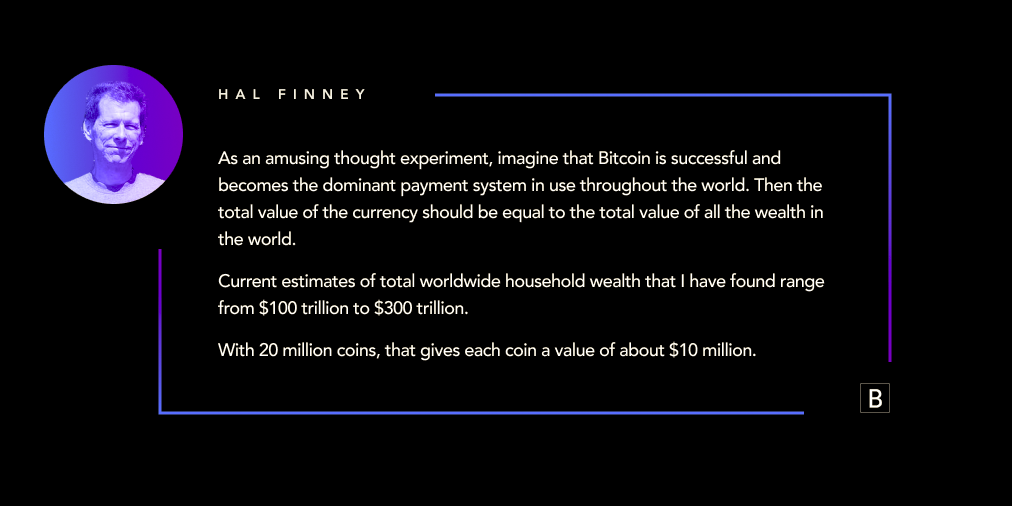 HAL FINNEY
As an amusing thought experiment, imagine that Bitcoin is successful and
becomes the dominant payment system in use throughout the world. Then the
total value of the currency should be equal to the total value of all the wealth in
the world.
Current estimates of total worldwide household wealth that I have found range
from $100 trillion to $300 trillion.
With 20 million coins, that gives each coin a value of about $10 million.
B